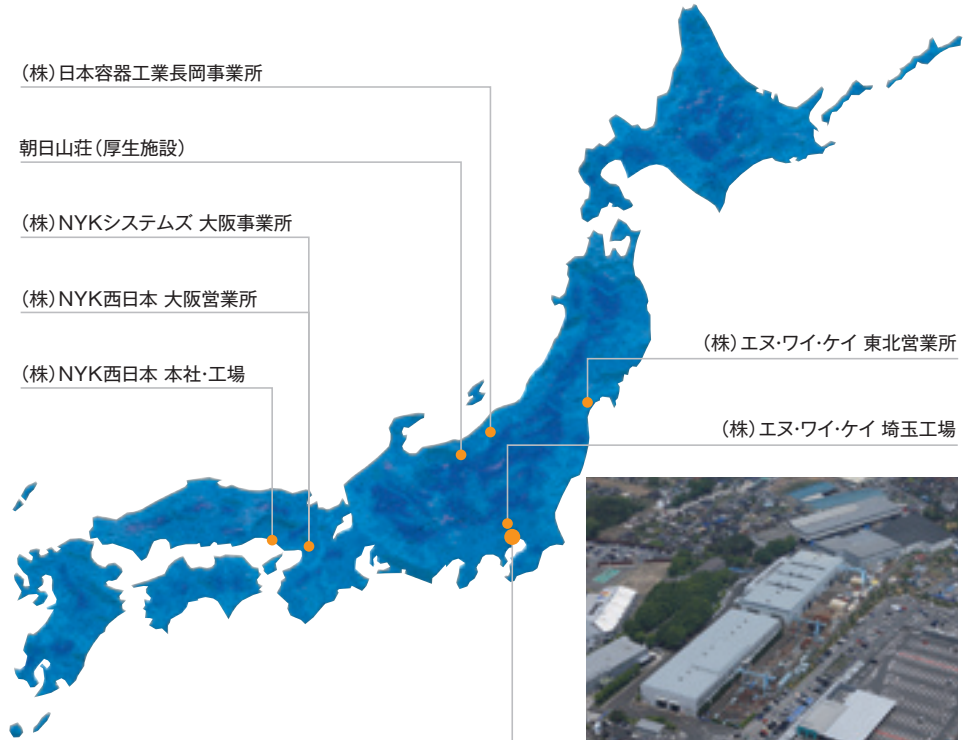 (株)日本容器工業長岡事業所
朝日山荘(厚生施設)
(株)NYKシステムズ 大阪事業所
(株)NYK西日本 大阪営業所
(株)NYK西日本 本社・工場
(株)エヌ・ワイ・ケイ 東北営業所
(株)エヌ・ワイ・ケイ 埼玉工場